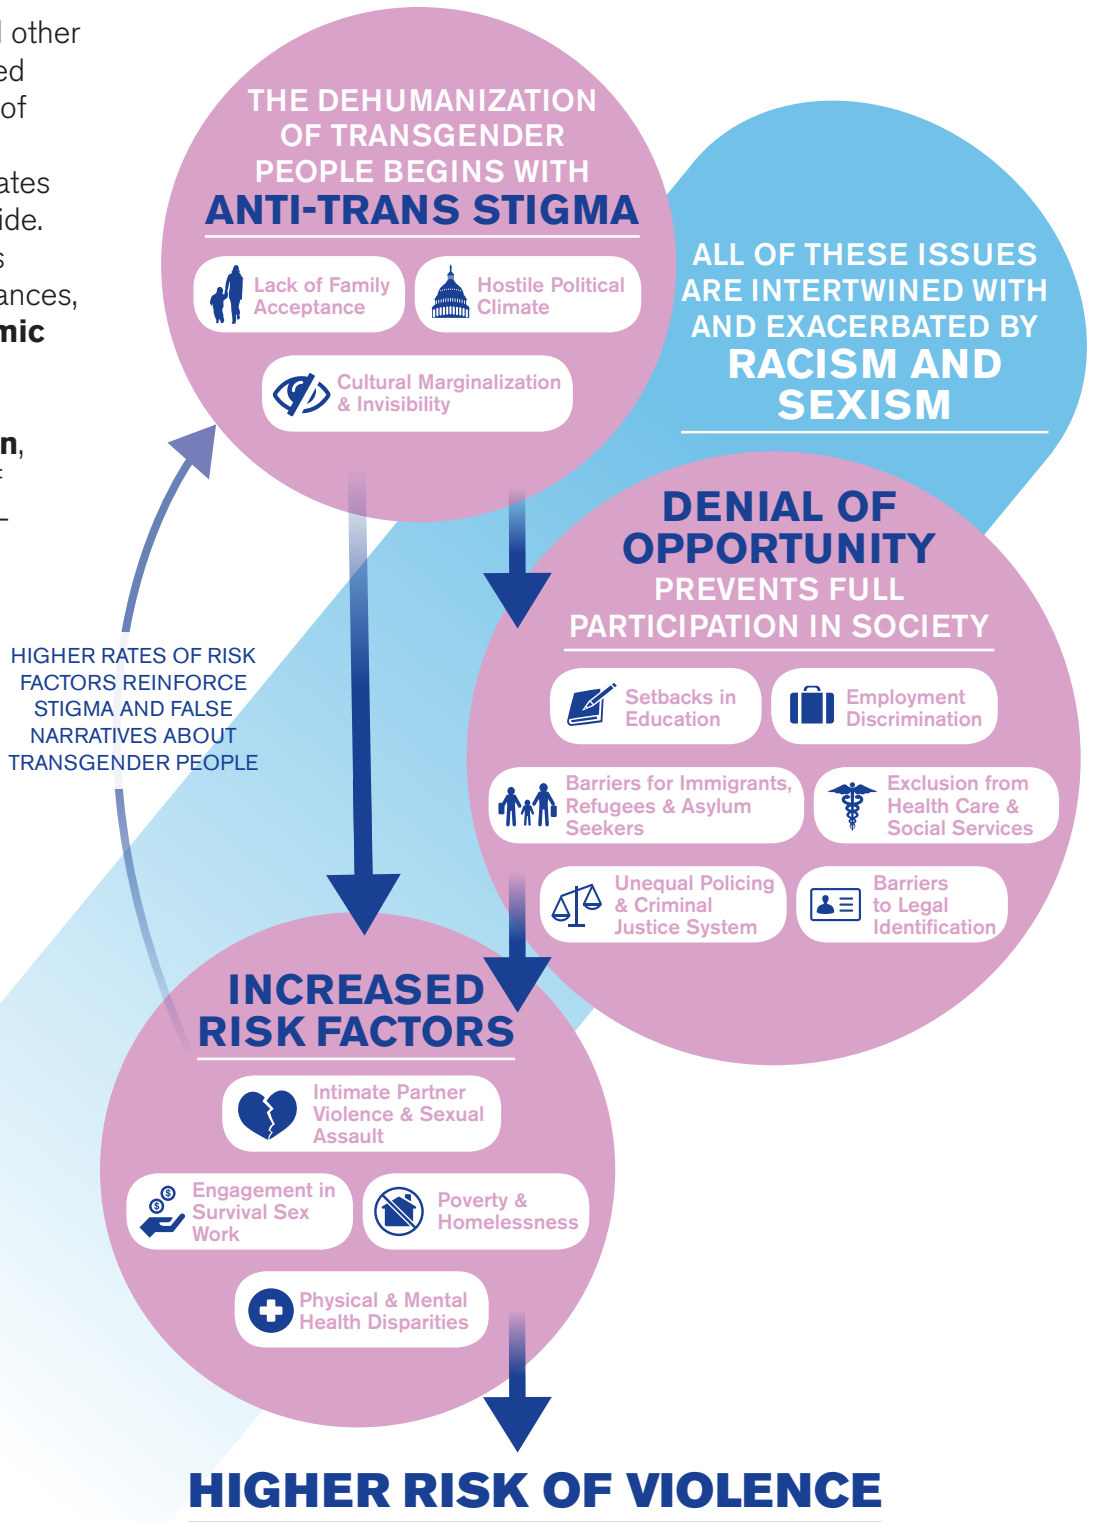 other
of
ide.
ances,
THE DEHUMANIZATION
OF TRANSGENDER
PEOPLE BEGINS WITH
ANTI-TRANS STIGMA
Lack of Family
Acceptance
Hostile Political
Climate
Cultural Marginalization
& Invisibility
ALL OF THESE ISSUES
ARE INTERTWINED WITH
AND EXACERBATED BY
RACISM AND
SEXISM
DENIAL OF
OPPORTUNITY
PREVENTS FULL
PARTICIPATION IN SOCIETY
Setbacks in
Education
Employment
Discrimination
Barriers for Immigrants,
Refugees & Asylum
Seekers
Exclusion from
Health Care &
Social Services
Unequal Policing
& Criminal
Justice System
Barriers
to Legal
Identification
HIGHER RATES OF RISK
FACTORS REINFORCE
STIGMA AND FALSE
NARRATIVES ABOUT
TRANSGENDER PEOPLE
INCREASED
RISK FACTORS
Intimate Partner
Violence & Sexual
Assault
Engagement in
Survival Sex
Work
Poverty &
Homelessness
Physical & Mental
Health Disparities
HIGHER RISK OF VIOLENCE